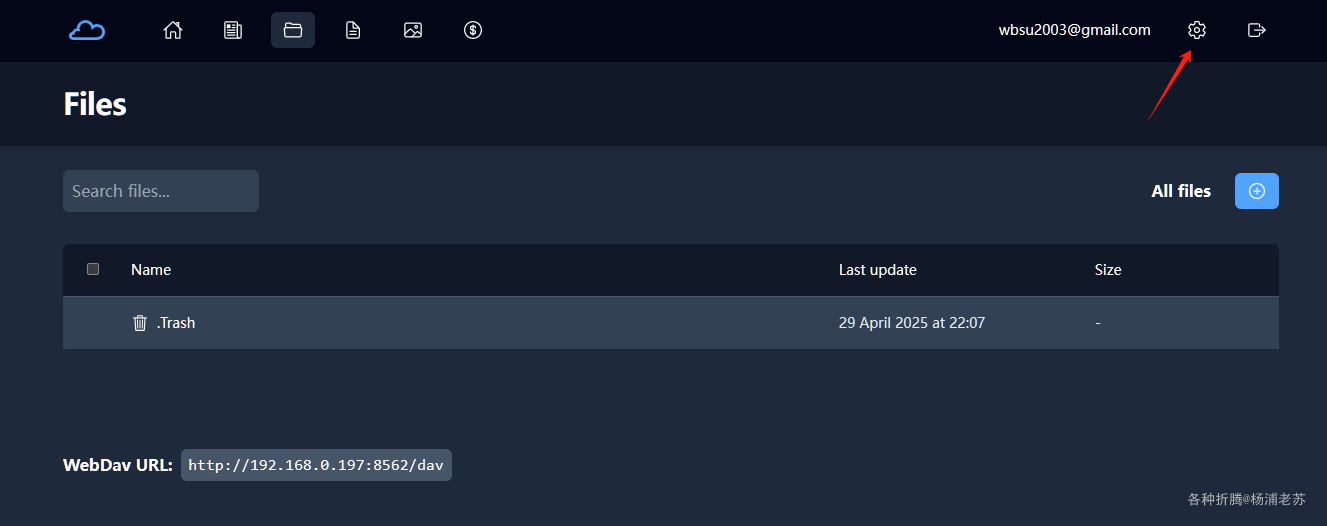 wbsu2003@gmail.com
Files
Search files...
All files
Name Last update Size
.Trash 29 April 2025 at 22:07 -
WebDav URL: http://192.168.0.197:8562/dav
各种折腾@杨浦老苏